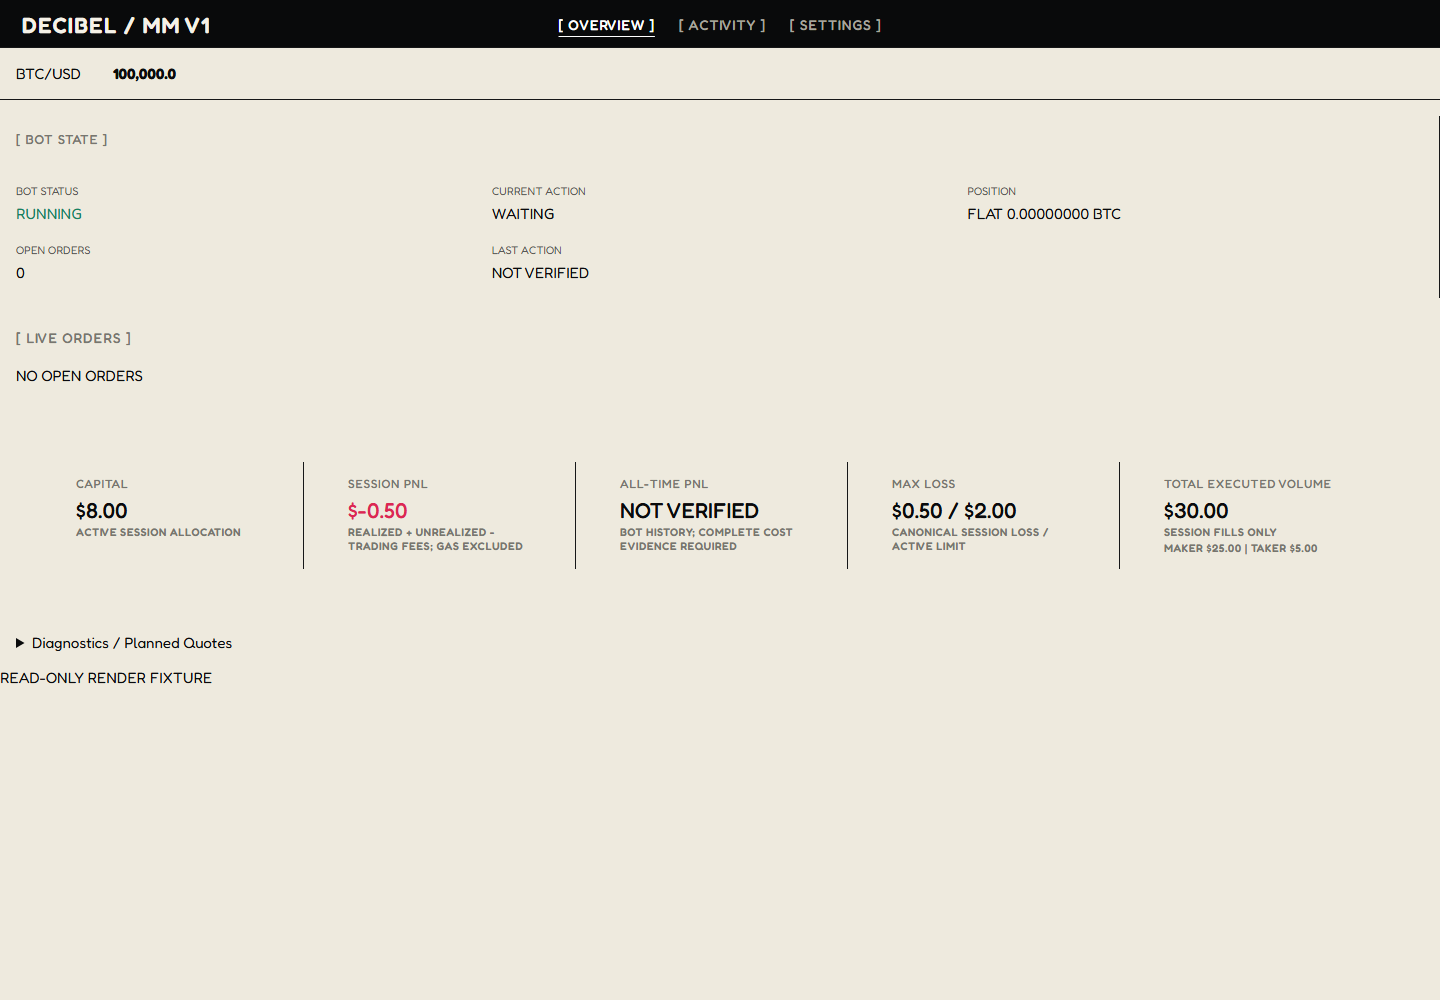 DECIBEL / MM V1
[ OVERVIEW ] [ ACTIVITY ] [ SETTINGS ]
BTC/USD 100,000.0
[ BOT STATE ]
BOT STATUS CURRENT ACTION POSITION
RUNNING WAITING FLAT 0.00000000 BTC
OPEN ORDERS LAST ACTION
0 NOT VERIFIED
[ LIVE ORDERS ]
NO OPEN ORDERS
CAPITAL
$8.00
ACTIVE SESSION ALLOCATION
SESSION PNL
$-0.50
REALIZED + UNREALIZED -
TRADING FEES; GAS EXCLUDED
ALL-TIME PNL
NOT VERIFIED
BOT HISTORY; COMPLETE COST
EVIDENCE REQUIRED
MAX LOSS
$0.50 / $2.00
CANONICAL SESSION LOSS /
ACTIVE LIMIT
TOTAL EXECUTED VOLUME
$30.00
SESSION FILLS ONLY
MAKER $25.00 | TAKER $5.00
Diagnostics / Planned Quotes
READ-ONLY RENDER FIXTURE